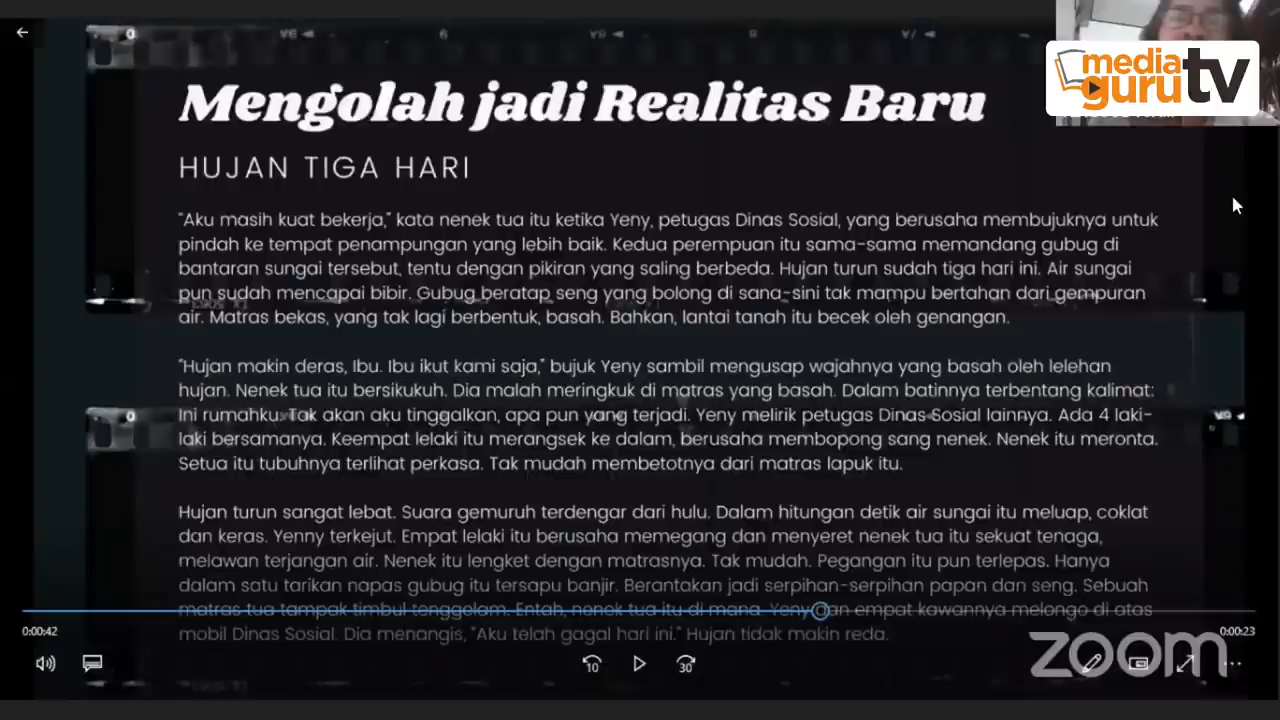 Mengolah jadi Realitas Baru
HUJAN TIGA HARI
"Aku masih kuat bekerja," kata nenek tua itu ketika Yeny, petugas Dinas Sosial, yang berusaha membujuknya untuk
pindah ke tempat penampungan yang lebih baik. Kedua perempuan itu sama-sama memandang gubug di
bantaran sungai tersebut, tentu dengan pikiran yang saling berbeda. Hujan turun sudah tiga hari ini. Air sungai
pun sudah mencapai bibir. Gubug beratap seng yang bolong di sana-sini tak mampu bertahan dari gempuran
air. Matras bekas, yang tak lagi berbentuk, basah. Bahkan, lantai tanah itu becek oleh genangan.
"Hujan makin deras, Ibu. Ibu ikut kami saja," bujuk Yeny sambil mengusap wajahnya yang basah oleh lelehan
hujan. Nenek tua itu bersikukuh. Dia malah meringkuk di matras yang basah. Dalam batinnya terbentang kalimat:
Ini rumahku. Tak akan aku tinggalkan, apa pun yang terjadi. Yeny melirik petugas Dinas Sosial lainnya. Ada 4 laki-
laki bersamanya. Keempat lelaki itu merangsek ke dalam, berusaha membopong sang nenek. Nenek itu meronta.
Setua itu tubuhnya terlihat perkasa. Tak mudah membetotnya dari matras lapuk itu.
Hujan turun sangat lebat. Suara gemuruh terdengar dari hulu. Dalam hitungan detik air sungai itu meluap, coklat
dan keras. Yenny terkejut. Empat lelaki itu berusaha memegang dan menyeret nenek tua itu sekuat tenaga,
melawan terjangan air. Nenek itu lengket dengan matrasnya. Tak mudah. Pegangan itu pun terlepas. Hanya
dalam satu tarikan napas gubug itu tersapu banjir. Berantakan jadi serpihan-serpihan papan dan seng. Sebuah
matras tua tampak timbul tenggelam. Entah, nenek tua itu di mana. Yeny dan empat kawannya melongo di atas
mobil Dinas Sosial. Dia menangis, "Aku telah gagal hari ini." Hujan tidak makin reda.
media
guru
tv
0:00:42
0:00:23
10
30
zoom